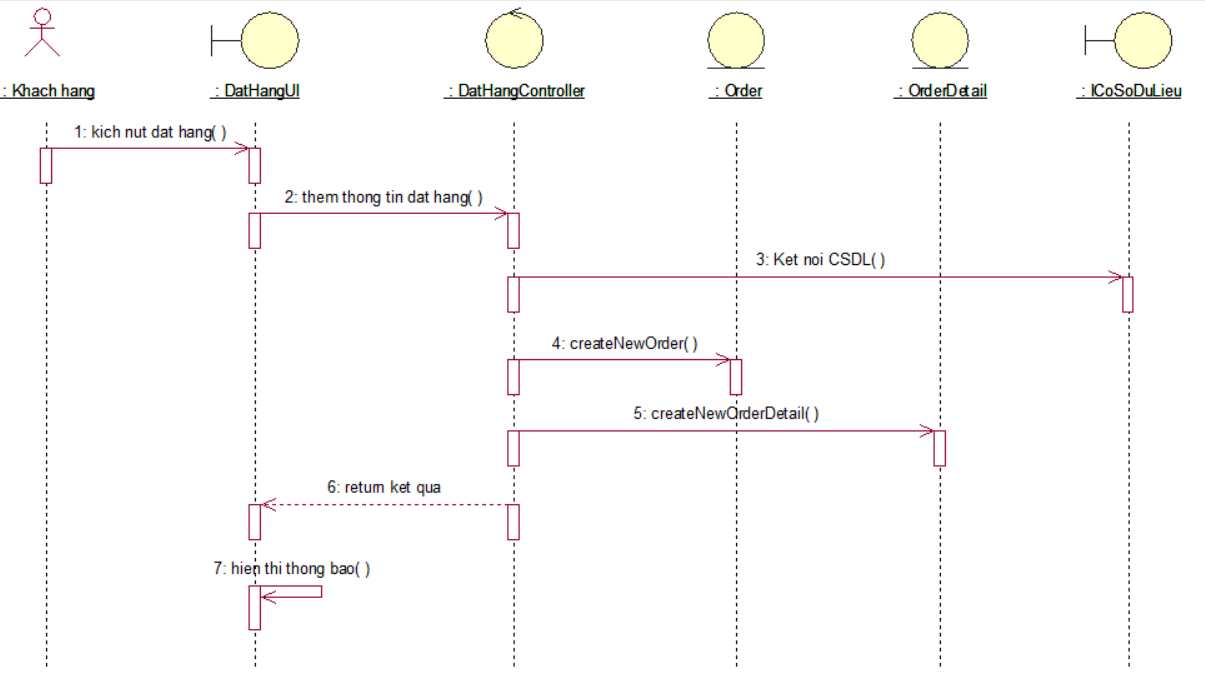 : Khach hang
: DatHangUI
: DatHangController
: Order
: OrderDetail
: ICoSoDuLieu
1: kich nut dat hang( )
2: them thong tin dat hang( )
3: Ket noi CSDL( )
4: createNewOrder( )
5: createNewOrderDetail( )
6: return ket qua
7: hien thi thong bao( )